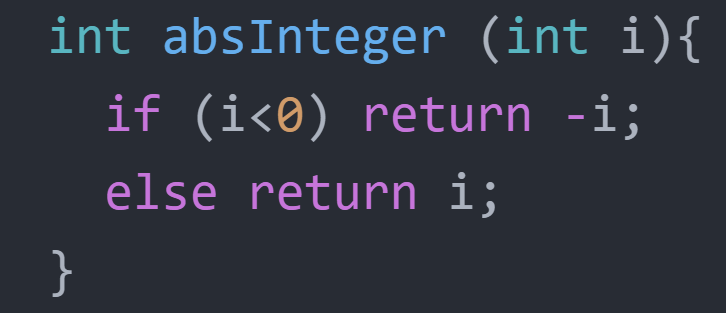 int absInteger (int i){
if (i<0) return -i;
else return i;
}